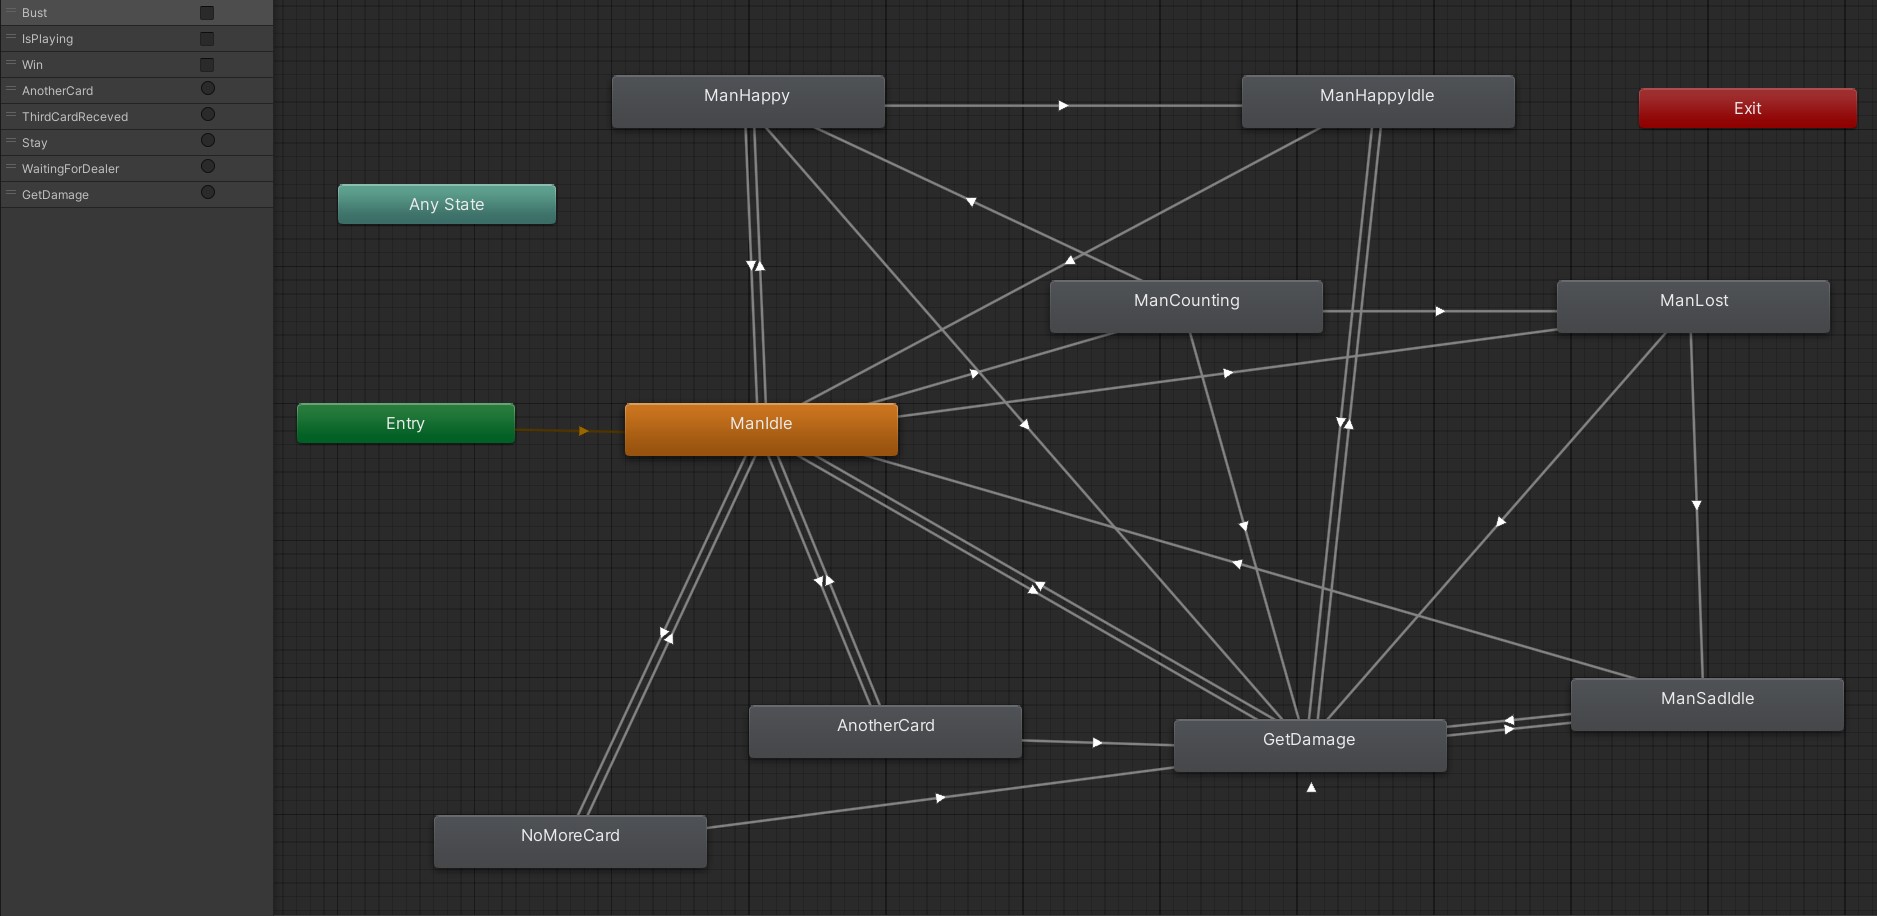 Bust
IsPlaying
Win
AnotherCard
ThirdCardReceved
Stay
WaitingForDealer
GetDamage
ManHappy
ManHappyIdle
Exit
Any State
ManCounting
ManLost
Entry
ManIdle
ManSadIdle
AnotherCard
GetDamage
NoMoreCard